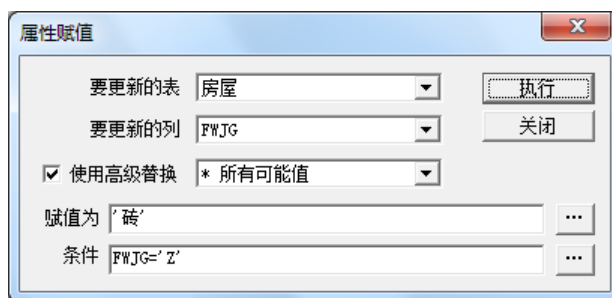 属性赋值
要更新的表 房屋 执行
要更新的列 FWJG 关闭
使用高级替换 * 所有可能值
赋值为 '砖' ...
条件 FWJG='Z' ...